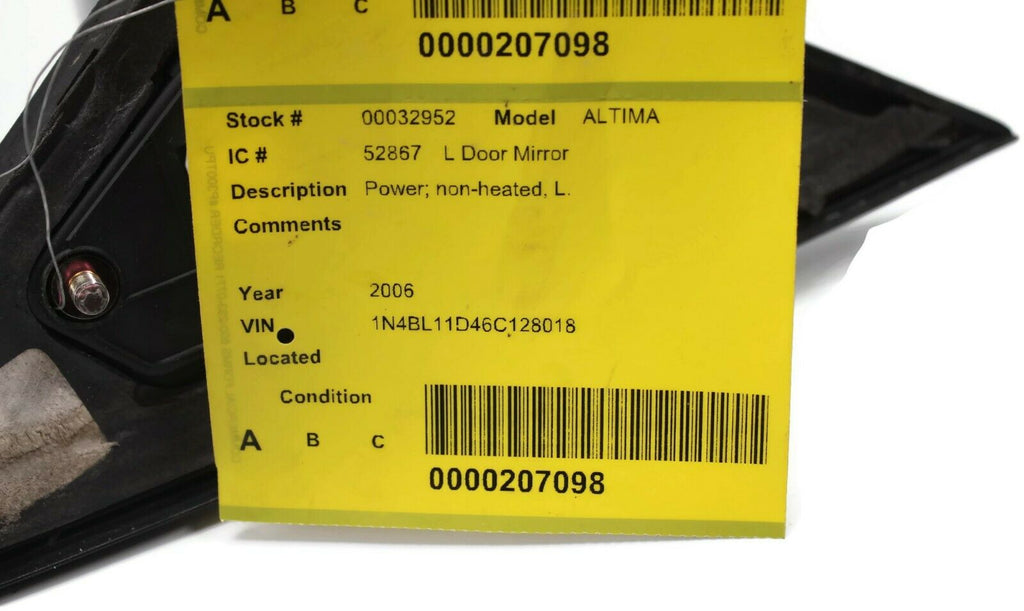 A B C
0000207098
Stock # 00032952 Model ALTIMA
IC # 52867 L Door Mirror
Description Power; non-heated, L.
Comments
Year 2006
VIN 1N4BL11D46C128018
Located
Condition
A B C
0000207098